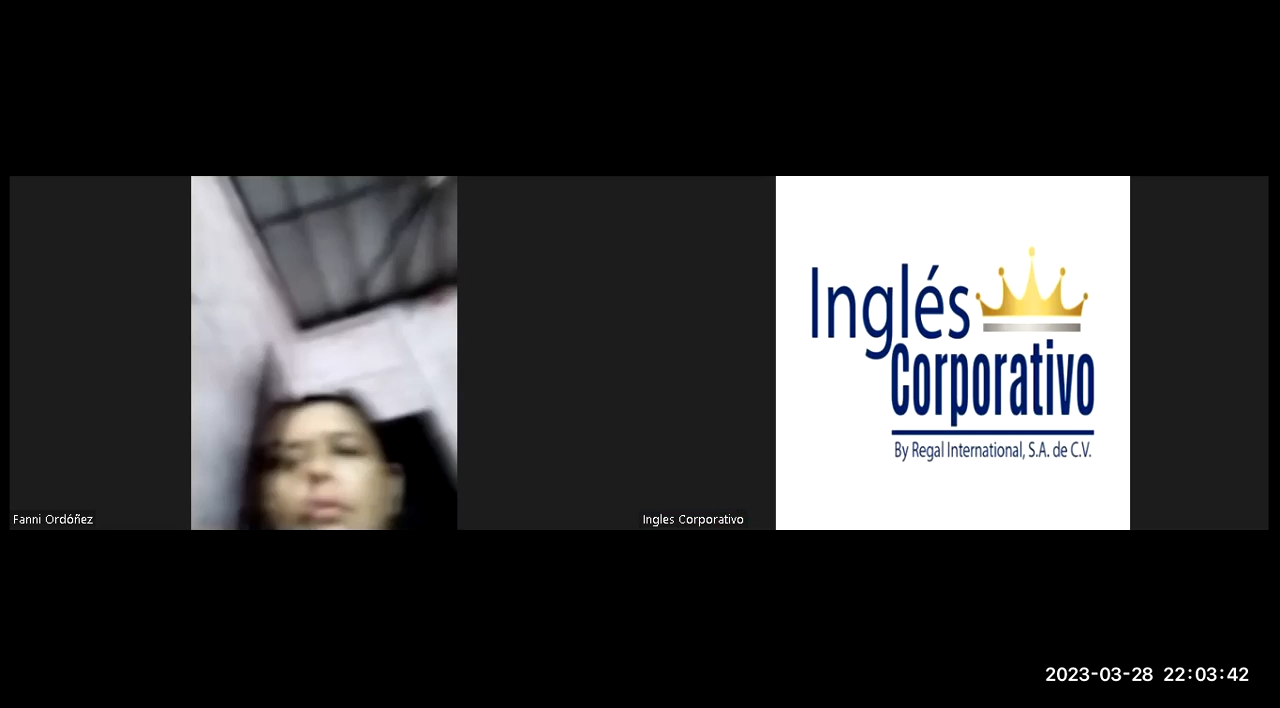 Inglés
Corporativo
By Regal International, S.A. de C.V.
Fanni Ordóñez
Ingles Corporativo
2023-03-28 22:03:42